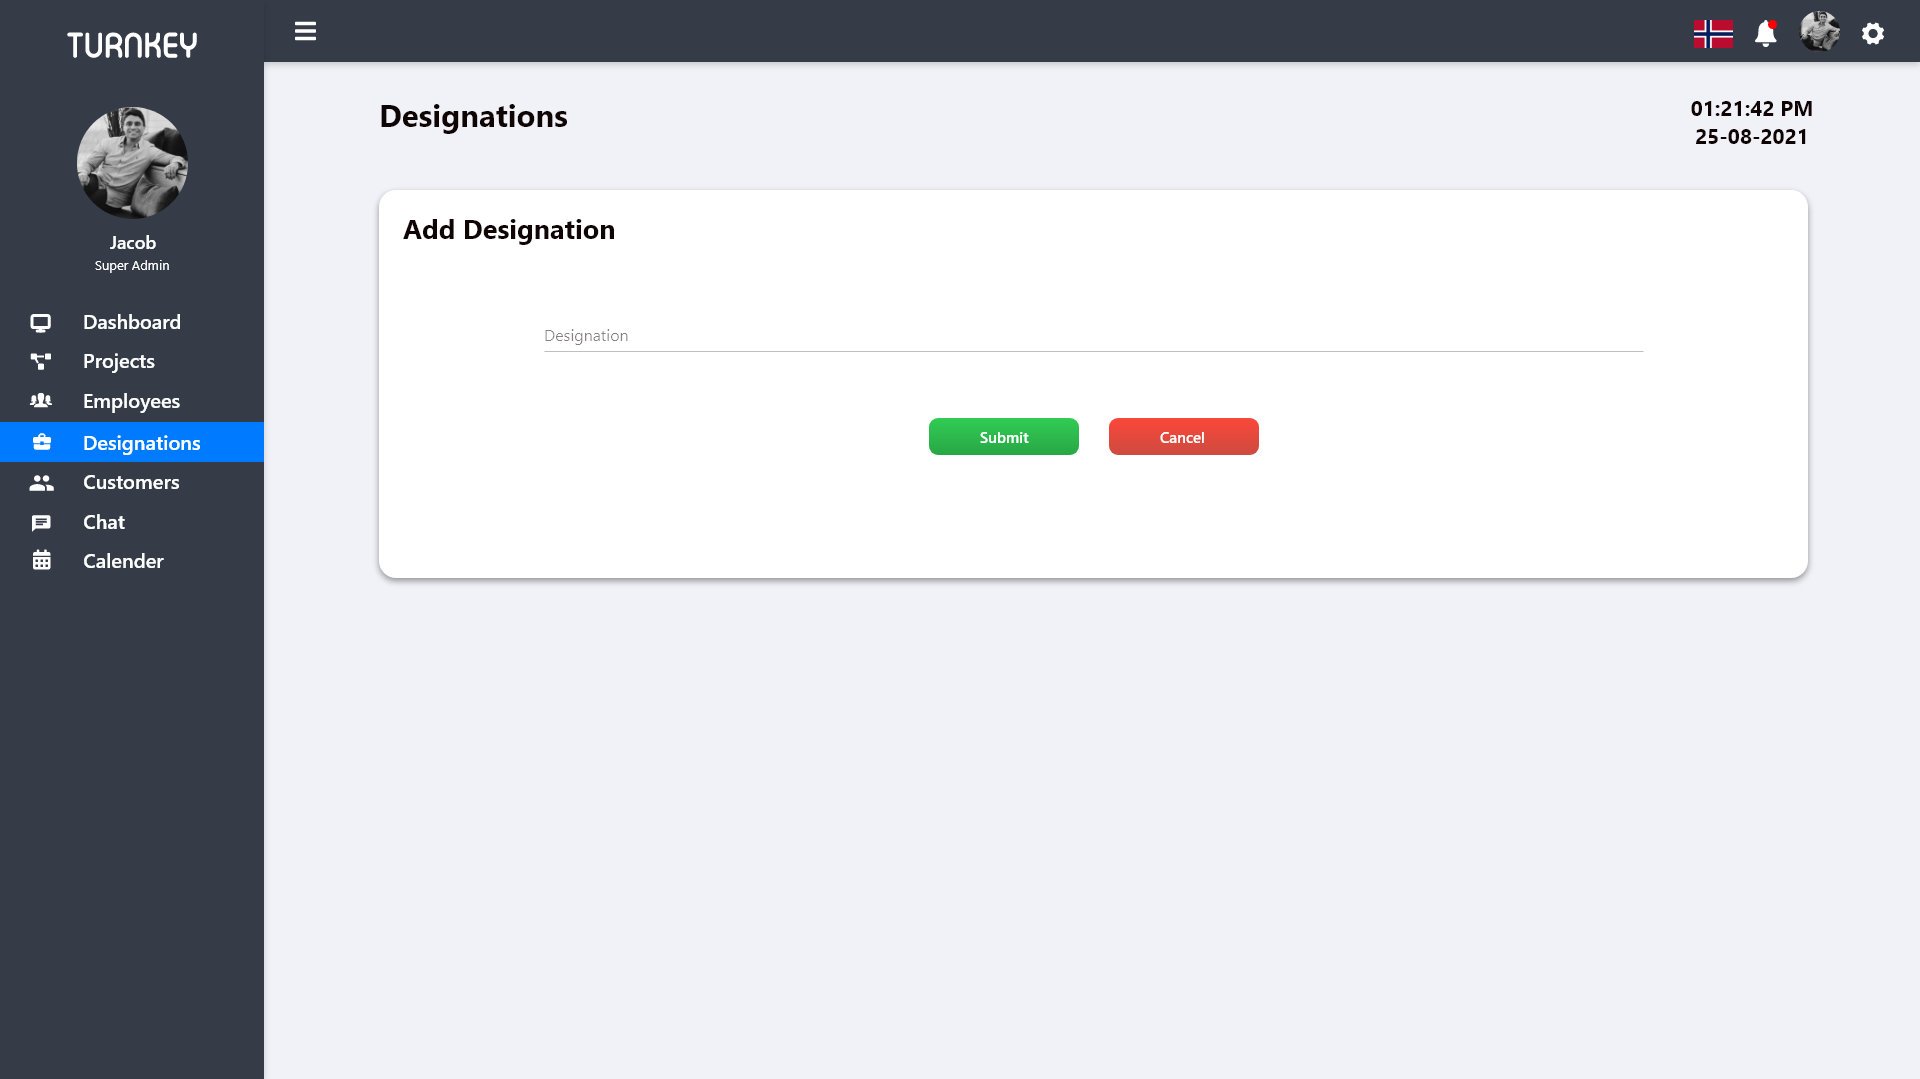 TURNKEY
Jacob
Super Admin
Dashboard
Projects
Employees
Designations
Customers
Chat
Calender
Designations
01:21:42 PM
25-08-2021
Add Designation
Designation
Submit
Cancel